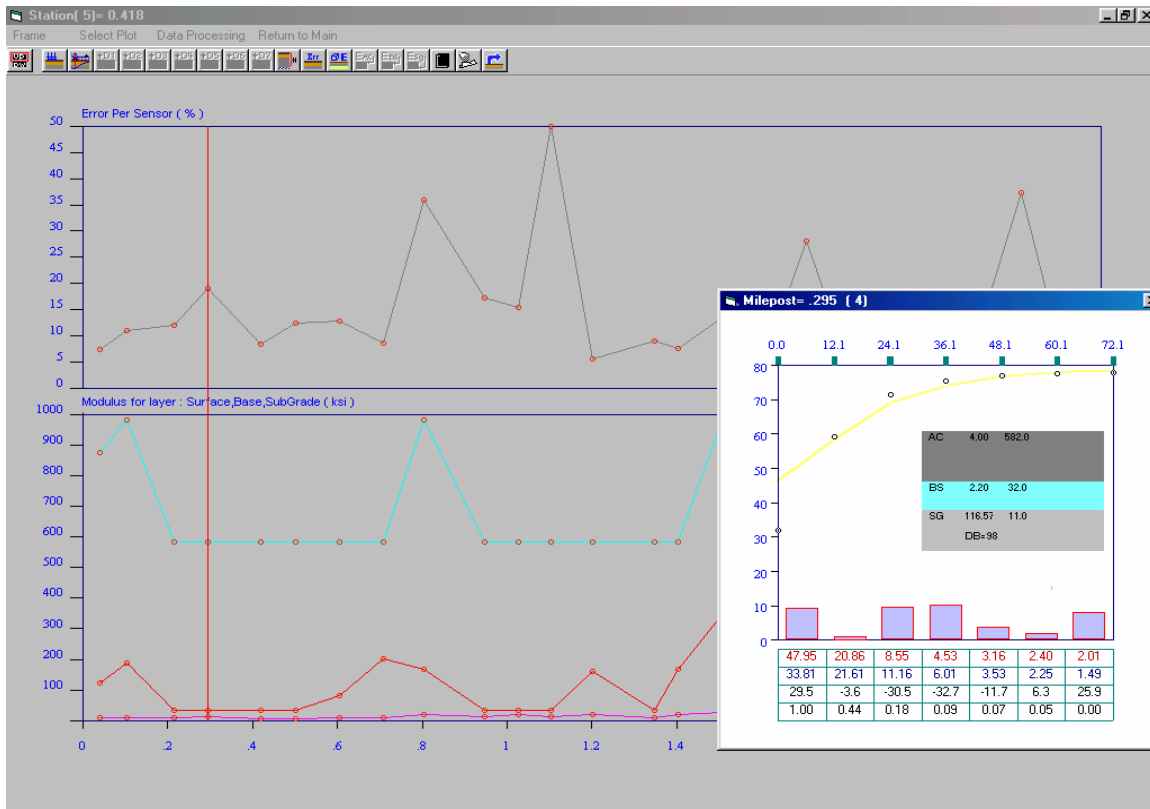 Station( 5)= 0.418
Frame Select Plot Data Processing Return to Main
+D1 +D2 +D3 +D4 +D5 +D6 +D7 H Err E
Error Per Sensor ( % )
50
45
40
35
30
25
20
15
10
5
0
Modulus for layer : Surface,Base,SubGrade ( ksi )
1000
900
800
700
600
500
400
300
200
100
0 .2 .4 .6 .8 1 1.2 1.4
Milepost= .295 ( 4)
0.0 12.1 24.1 36.1 48.1 60.1 72.1
80
70
60
50
40
30
20
10
0
AC 4.00 582.0
BS 2.20 32.0
SG 116.57 11.0
DB=98
47.95 20.86 8.55 4.53 3.16 2.40 2.01
33.81 21.61 11.16 6.01 3.53 2.25 1.49
29.5 -3.6 -30.5 -32.7 -11.7 6.3 25.9
1.00 0.44 0.18 0.09 0.07 0.05 0.00